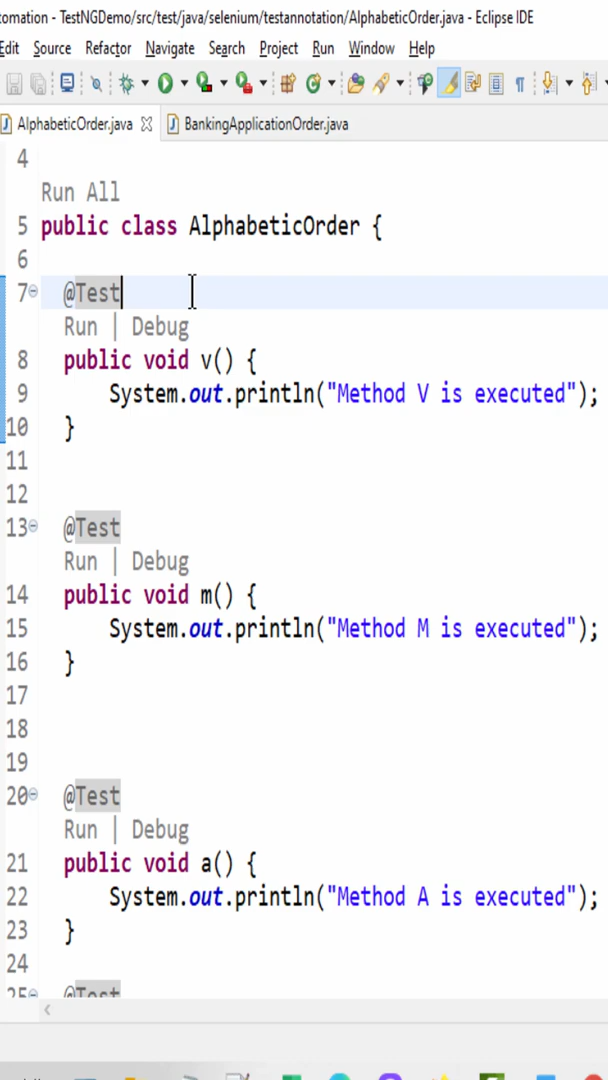 omation - TestNGDemo/src/test/java/selenium/testannotation/AlphabeticOrder.java - Eclipse IDE
Edit Source Refactor Navigate Search Project Run Window Help
AlphabeticOrder.java BankingApplicationOrder.java
4
Run All
5 public class AlphabeticOrder {
6
7 @Test
Run | Debug
8 public void v() {
9 System.out.println("Method V is executed");
10 }
11
12
13 @Test
Run | Debug
14 public void m() {
15 System.out.println("Method M is executed");
16 }
17
18
19
20 @Test
Run | Debug
21 public void a() {
22 System.out.println("Method A is executed");
23 }
24
25 @Test